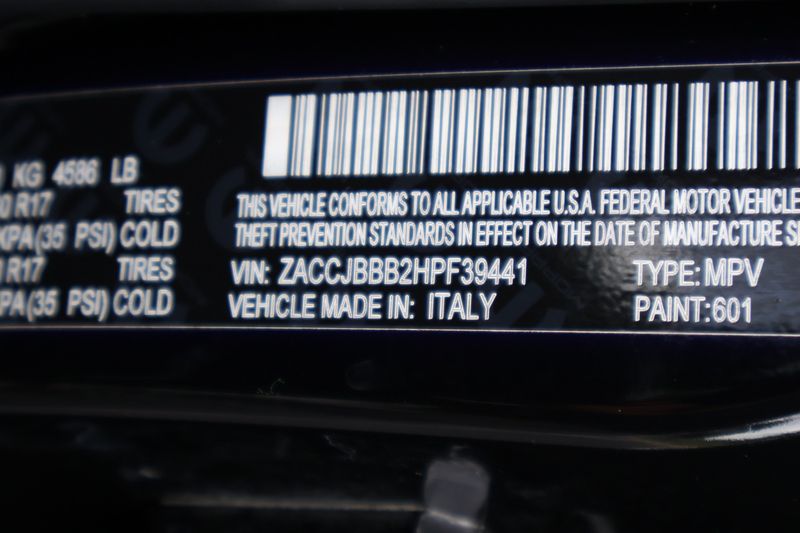 KG 4586 LB
R17 TIRES
KPA(35 PSI) COLD
R17 TIRES
KPA(35 PSI) COLD
THIS VEHICLE CONFORMS TO ALL APPLICABLE U.S.A. FEDERAL MOTOR VEHICLE
THEFT PREVENTION STANDARDS IN EFFECT ON THE DATE OF MANUFACTURE
VIN: ZACCJBBB2HPF39441 TYPE: MPV
VEHICLE MADE IN: ITALY PAINT: 601